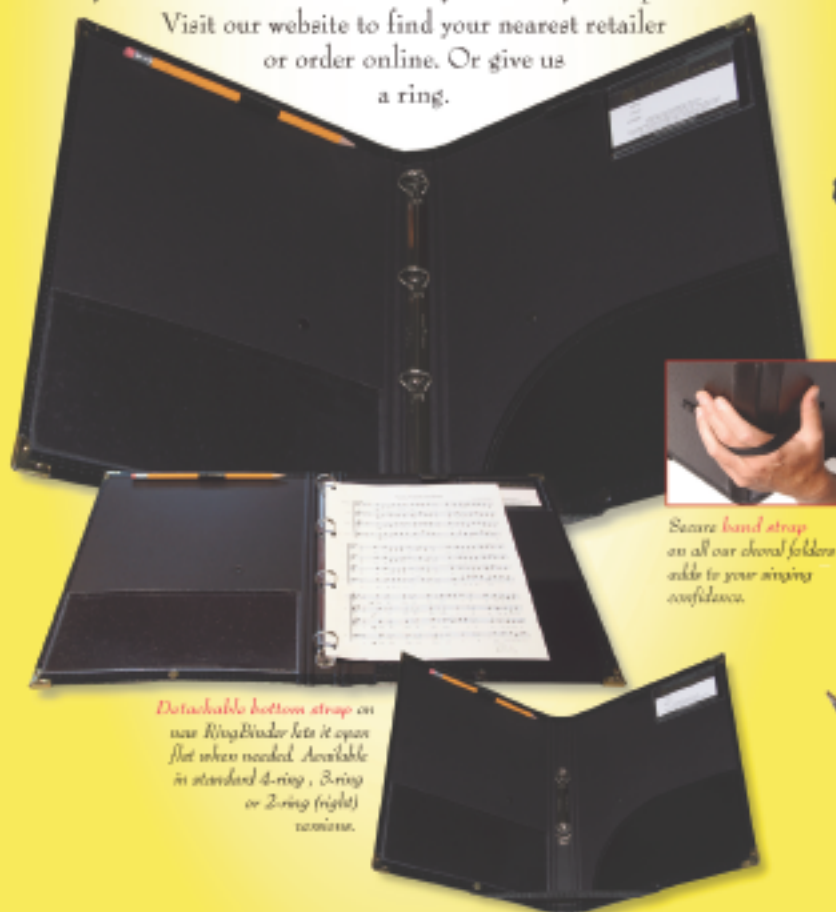 Visit our website to find your nearest retailer
or order online. Or give us
a ring.
Secure hand strap
on all our choral folders
adds to your singing
confidence.
Detachable bottom strap on
new RingBinder lets it open
flat when needed. Available
in standard 4-ring , 3-ring
or 2-ring (right)
versions.